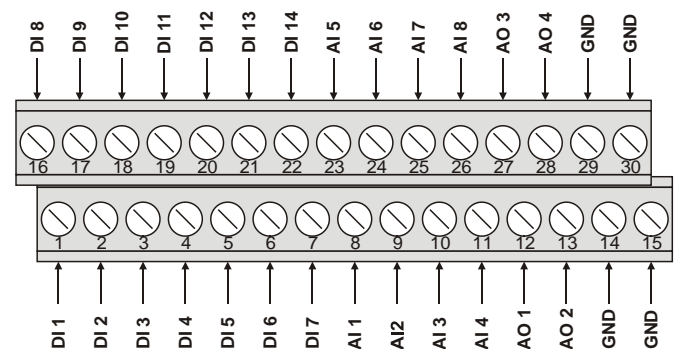 DI 8 DI 9 DI 10 DI 11 DI 12 DI 13 DI 14 AI 5 AI 6 AI 7 AI 8 AO 3 AO 4 GND GND
16 17 18 19 20 21 22 23 24 25 26 27 28 29 30
1 2 3 4 5 6 7 8 9 10 11 12 13 14 15
DI 1 DI 2 DI 3 DI 4 DI 5 DI 6 DI 7 AI 1 AI2 AI 3 AI 4 AO 1 AO 2 GND GND